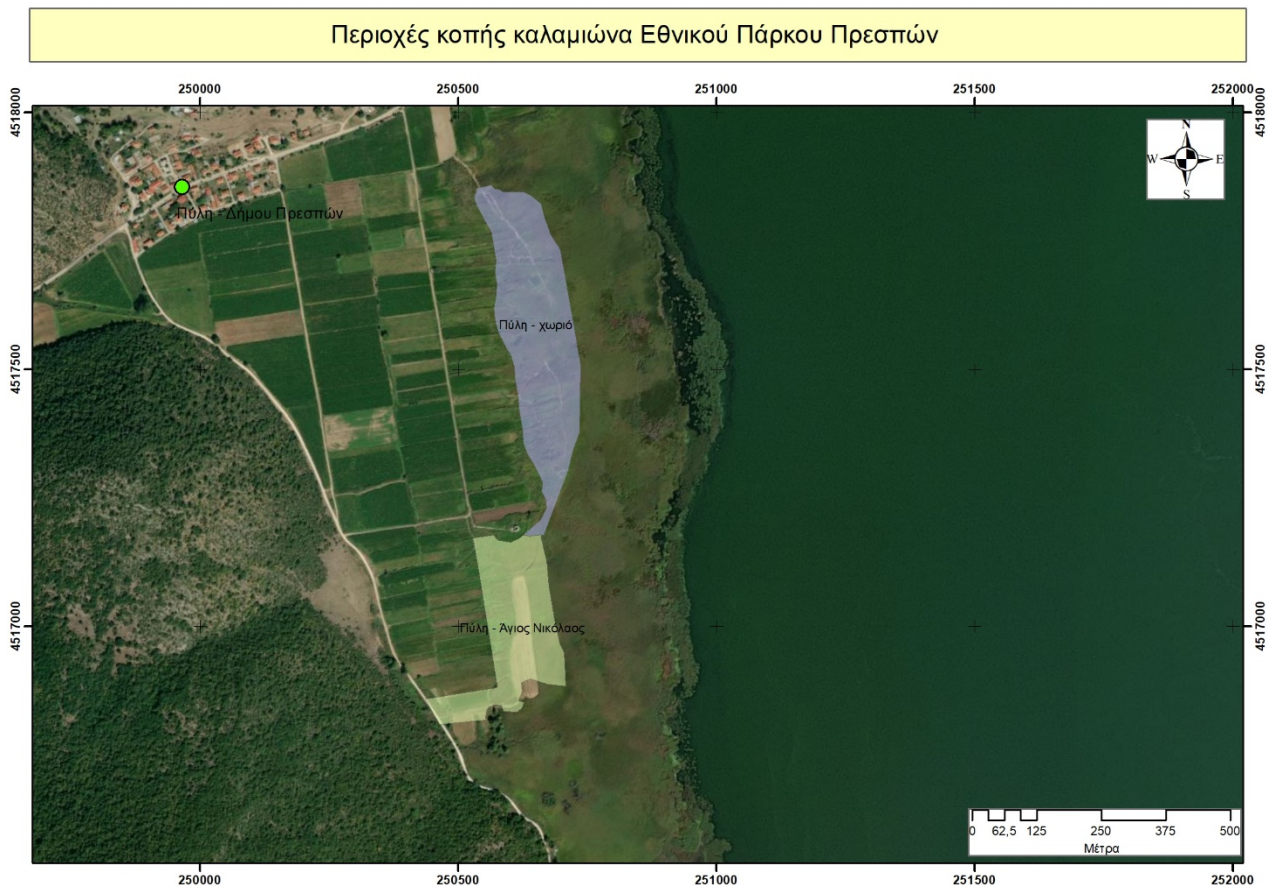 Περιοχές κοπής καλαμιώνα Εθνικού Πάρκου Πρεσπών
250000 250500 251000 251500 252000
4518000 4518000
N
W E
S
Πύλη - Δήμου Πρεσπών
Πύλη - χωριό
4517500 4517500
4517000 4517000
Πύλη - Άγιος Νικόλαος
0 62,5 125 250 375 500
Μέτρα
250000 250500 251000 251500 252000